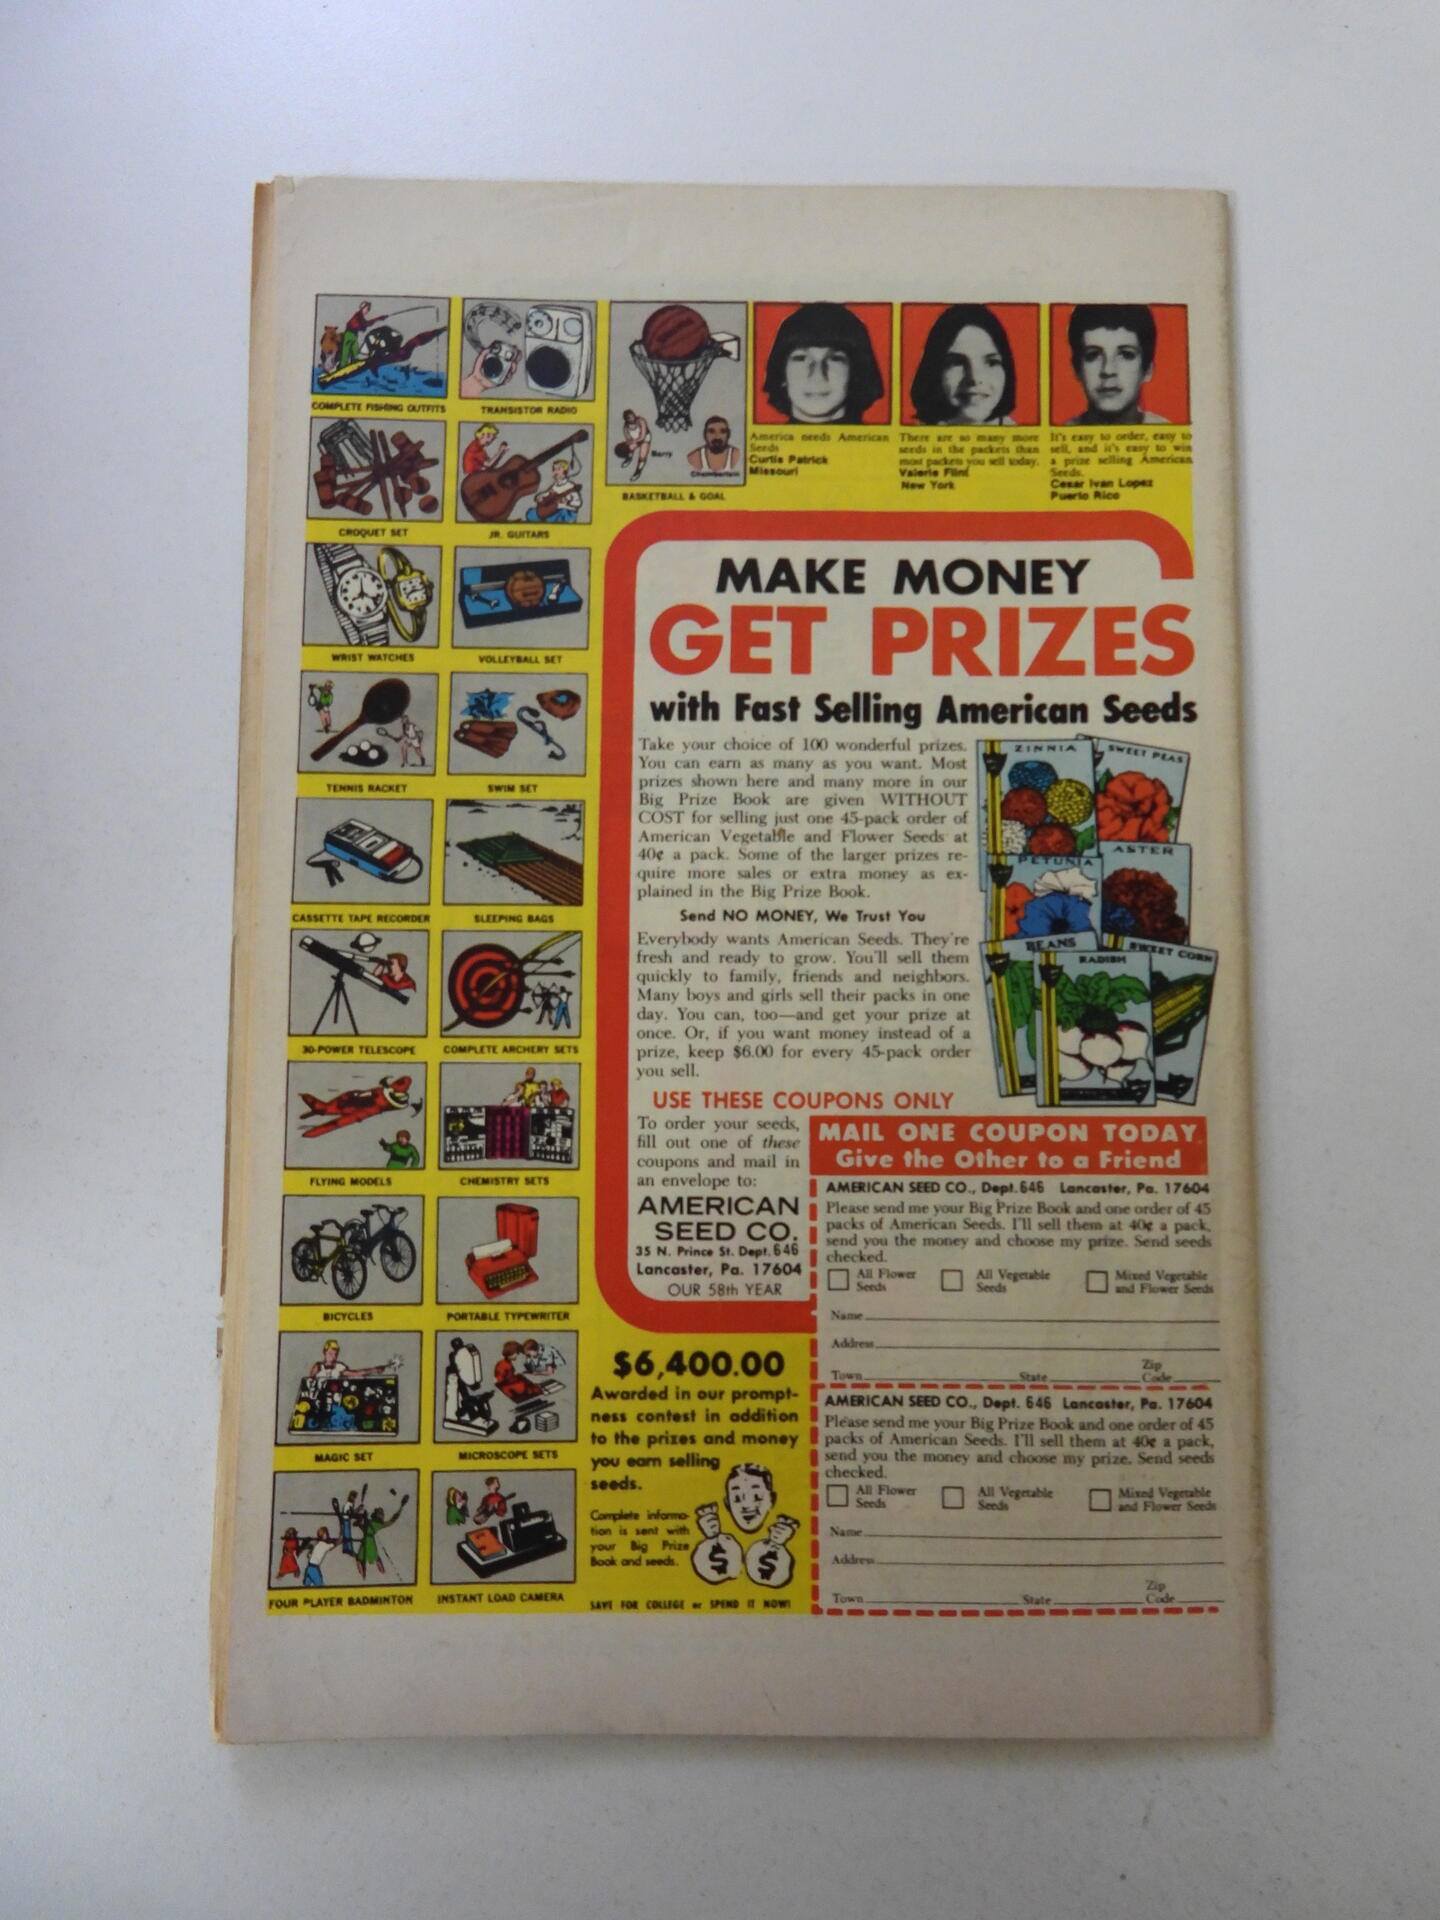 COMPLETE FISHING OUTFITS
TRANSISTOR RADIO
CROQUET SET
JR. GUITARS
Barry
Chamberlain
BASKETBALL & GOAL
WRIST WATCHES
VOLLEYBALL SET
TENNIS RACKET
SWIM SET
CASSETTE TAPE RECORDER
SLEEPING BAGS
30-POWER TELESCOPE
COMPLETE ARCHERY SETS
FLYING MODELS
CHEMISTRY SETS
BICYCLES
PORTABLE TYPEWRITER
MAGIC SET
MICROSCOPE SETS
FOUR PLAYER BADMINTON
INSTANT LOAD CAMERA
America needs American
Seeds
Curtis Patrick
Missouri
There are so many more
seeds in the packets than
most packets you sell today.
Valerie Flint
New York
It's easy to order, easy to
sell, and it's easy to win
a prize selling American
Seeds.
Cesar Ivan Lopez
Puerto Rico
MAKE MONEY
GET PRIZES
with Fast Selling American Seeds
Take your choice of 100 wonderful prizes.
You can earn as many as you want. Most
prizes shown here and many more in our
Big Prize Book are given WITHOUT
COST for selling just one 45-pack order of
American Vegetable and Flower Seeds at
40¢ a pack. Some of the larger prizes re-
quire more sales or extra money as ex-
plained in the Big Prize Book.
Send NO MONEY, We Trust You
Everybody wants American Seeds. They're
fresh and ready to grow. You'll sell them
quickly to family, friends and neighbors.
Many boys and girls sell their packs in one
day. You can, too—and get your prize at
once. Or, if you want money instead of a
prize, keep $6.00 for every 45-pack order
you sell.
ZINNIA
SWEET PEAS
PETUNIA
ASTER
BEANS
RADISH
SWEET CORN
USE THESE COUPONS ONLY
To order your seeds,
fill out one of these
coupons and mail in
an envelope to:
AMERICAN
SEED CO.
35 N. Prince St. Dept. 646
Lancaster, Pa. 17604
OUR 58th YEAR
MAIL ONE COUPON TODAY
Give the Other to a Friend
AMERICAN SEED CO., Dept. 646 Lancaster, Pa. 17604
Please send me your Big Prize Book and one order of 45
packs of American Seeds. I'll sell them at 40¢ a pack,
send you the money and choose my prize. Send seeds
checked.
All Flower
Seeds
All Vegetable
Seeds
Mixed Vegetable
and Flower Seeds
Name
Address
Town State Zip Code
AMERICAN SEED CO., Dept. 646 Lancaster, Pa. 17604
Please send me your Big Prize Book and one order of 45
packs of American Seeds. I'll sell them at 40¢ a pack,
send you the money and choose my prize. Send seeds
checked.
All Flower
Seeds
All Vegetable
Seeds
Mixed Vegetable
and Flower Seeds
Name
Address
Town State Zip Code
$6,400.00
Awarded in our prompt-
ness contest in addition
to the prizes and money
you earn selling
seeds.
Complete informa-
tion is sent with
your Big Prize
Book and seeds.
$ $
SAVE FOR COLLEGE or SPEND IT NOW!